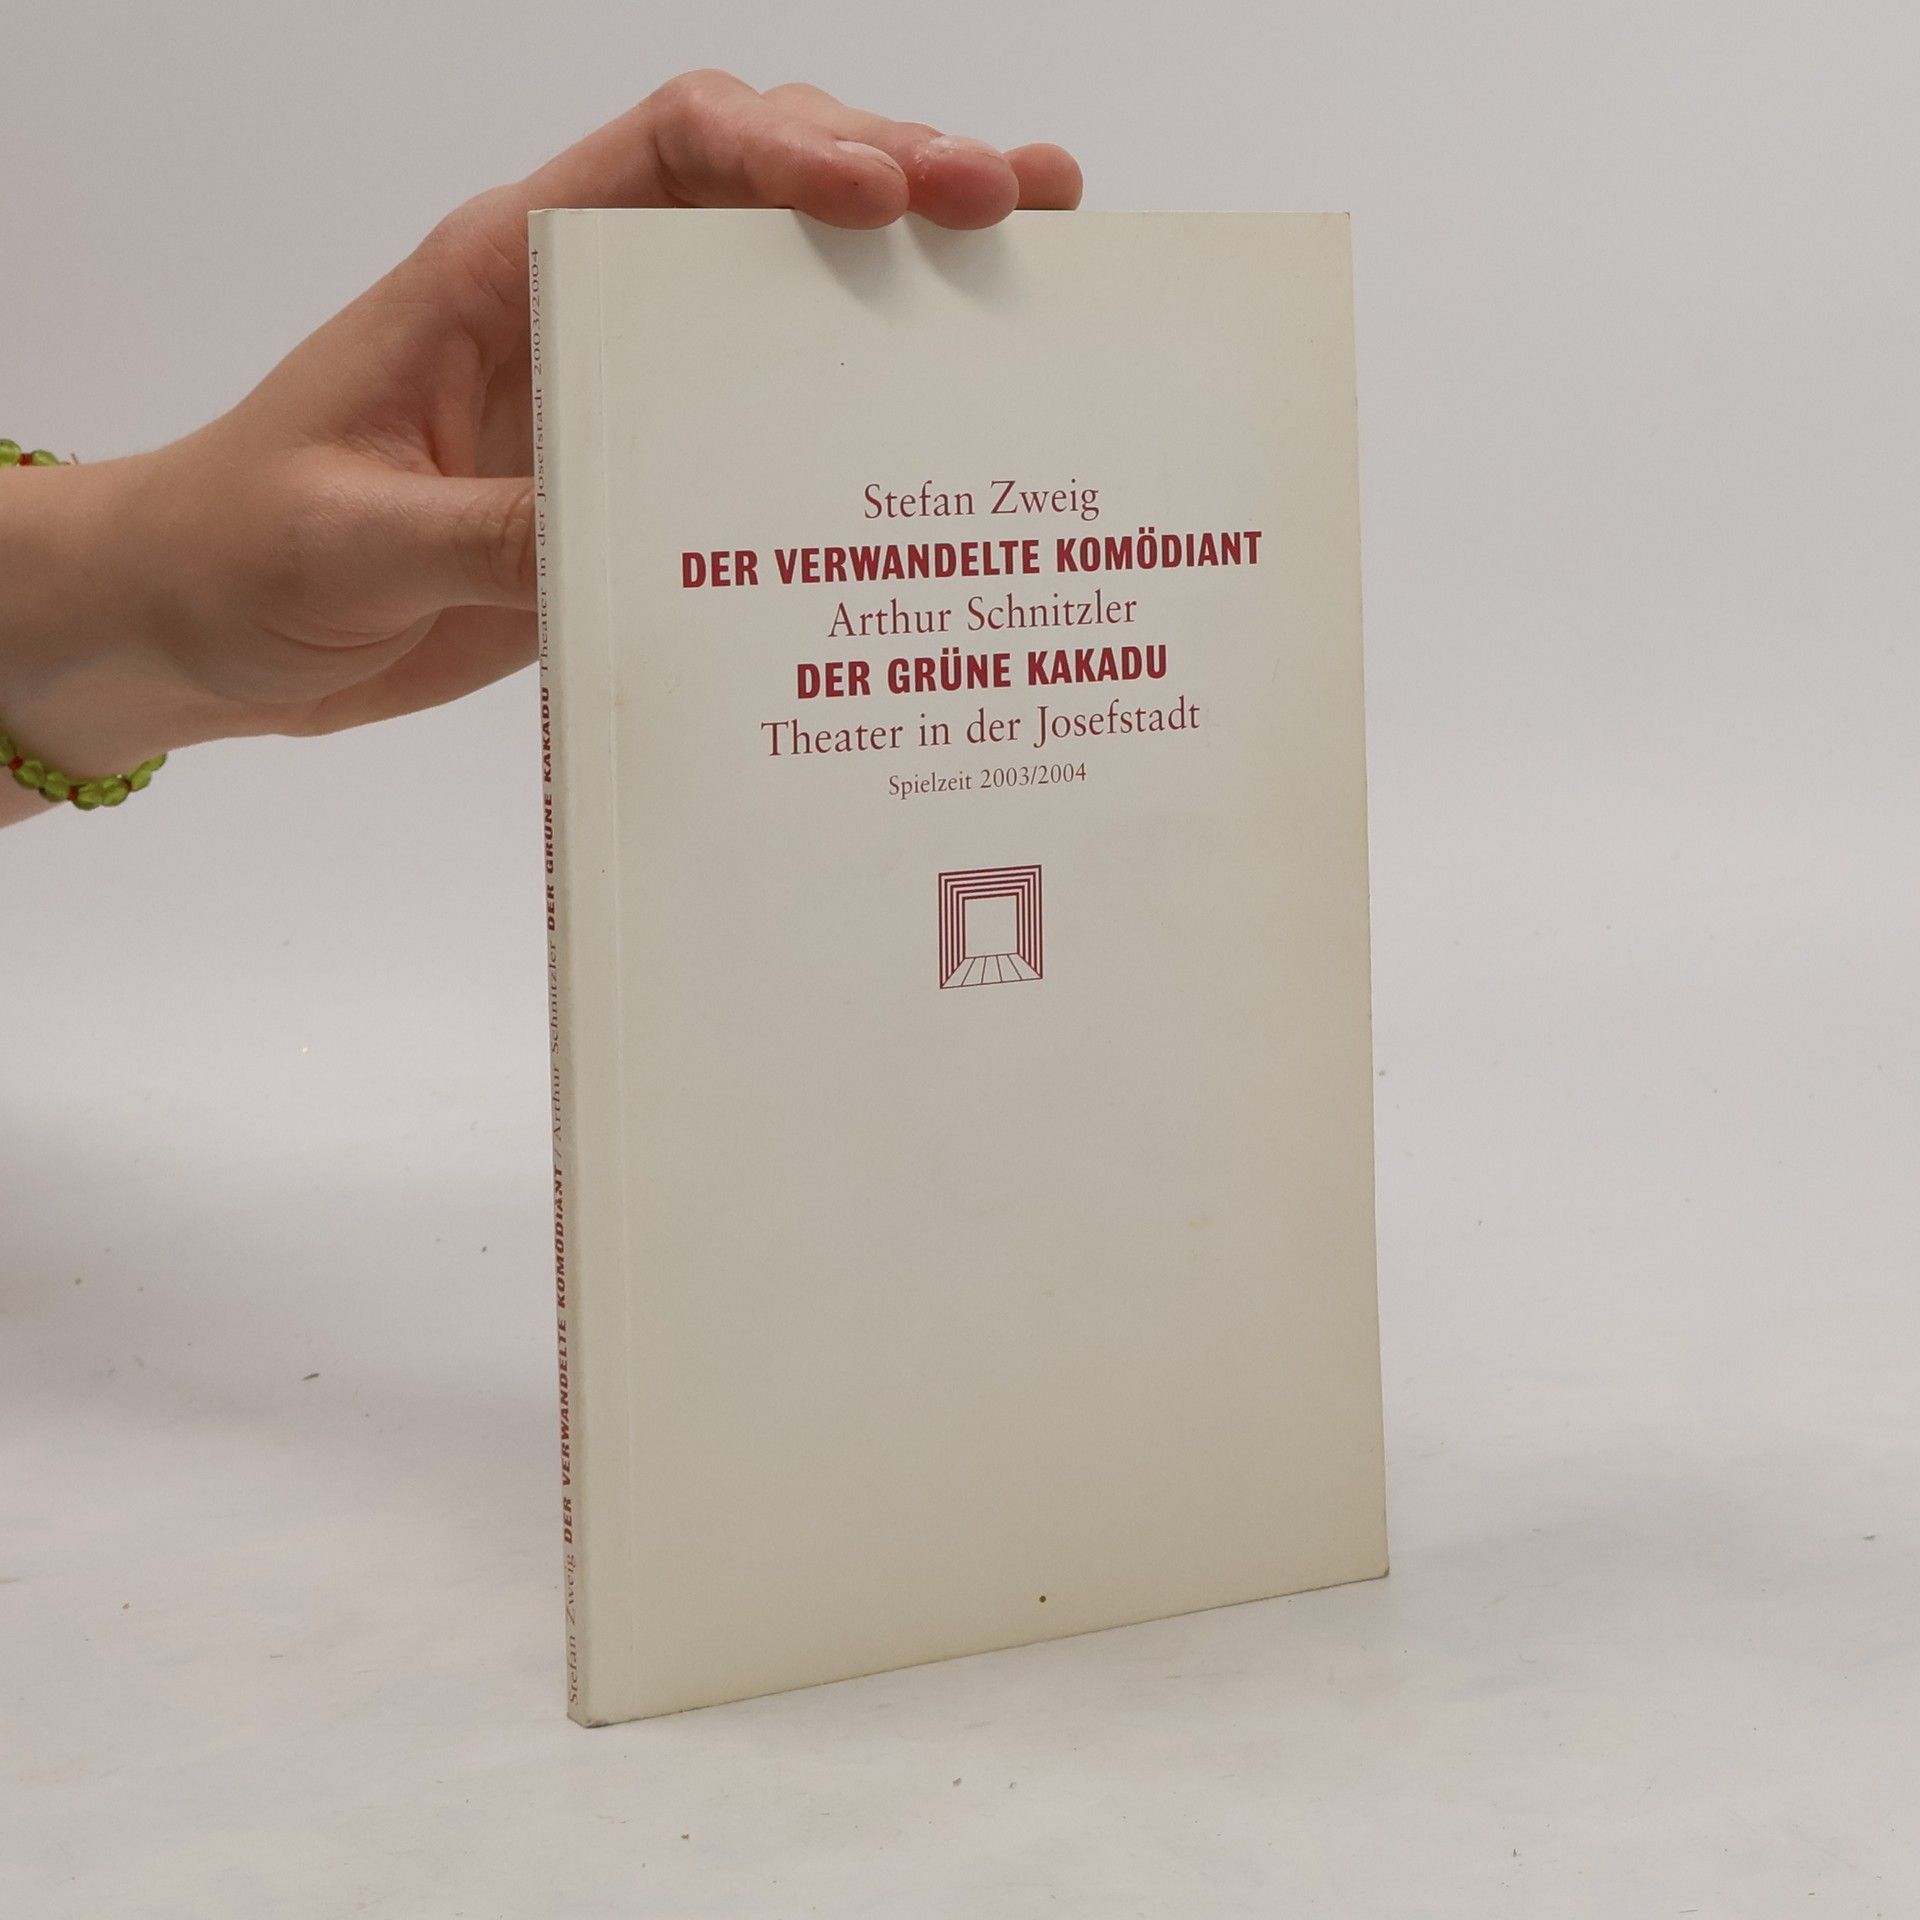 Stefan Zweig
DER VERWANDELTE KOMÖDIANT
Arthur Schnitzler
DER GRÜNE KAKADU
Theater in der Josefstadt
Spielzeit 2003/2004
Stefan Zweig DER VERWANDELTE KOMÖDIANT / Arthur Schnitzler DER GRÜNE KAKADU Theater in der Josefstadt 2003/2004